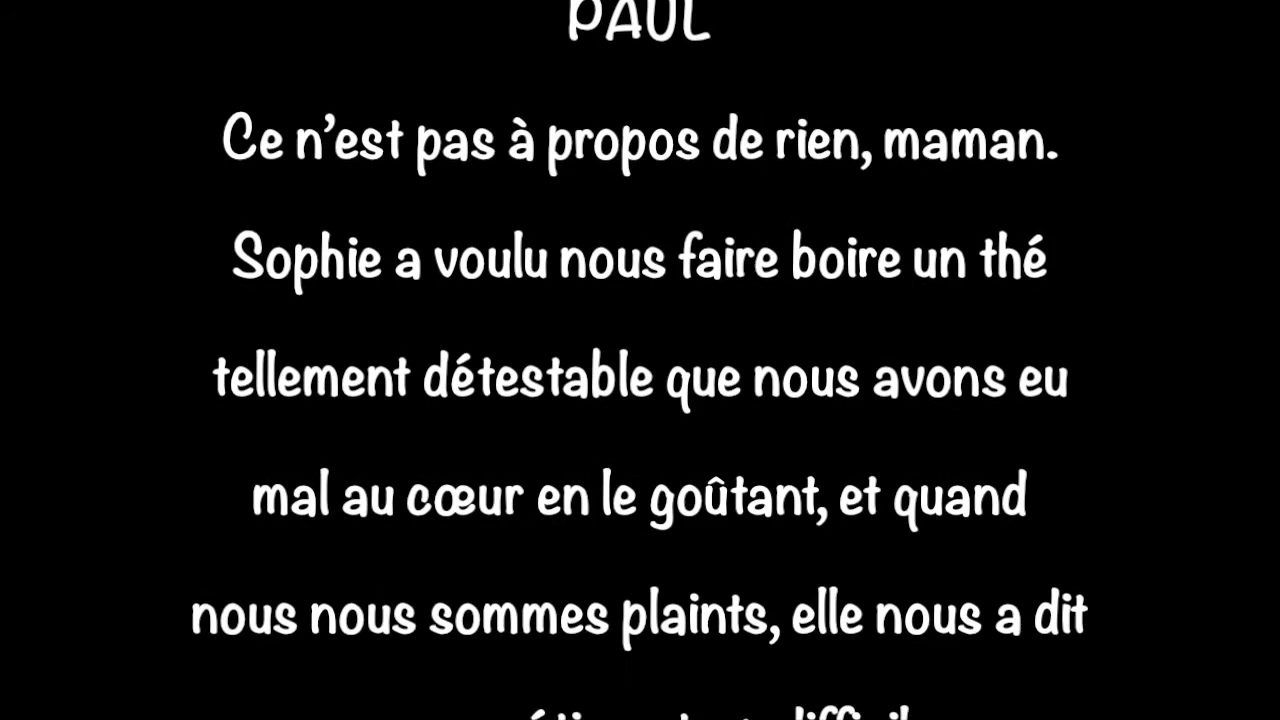 PAUL
Ce n’est pas à propos de rien, maman.
Sophie a voulu nous faire boire un thé
tellement détestable que nous avons eu
mal au cœur en le goûtant, et quand
nous nous sommes plaints, elle nous a dit